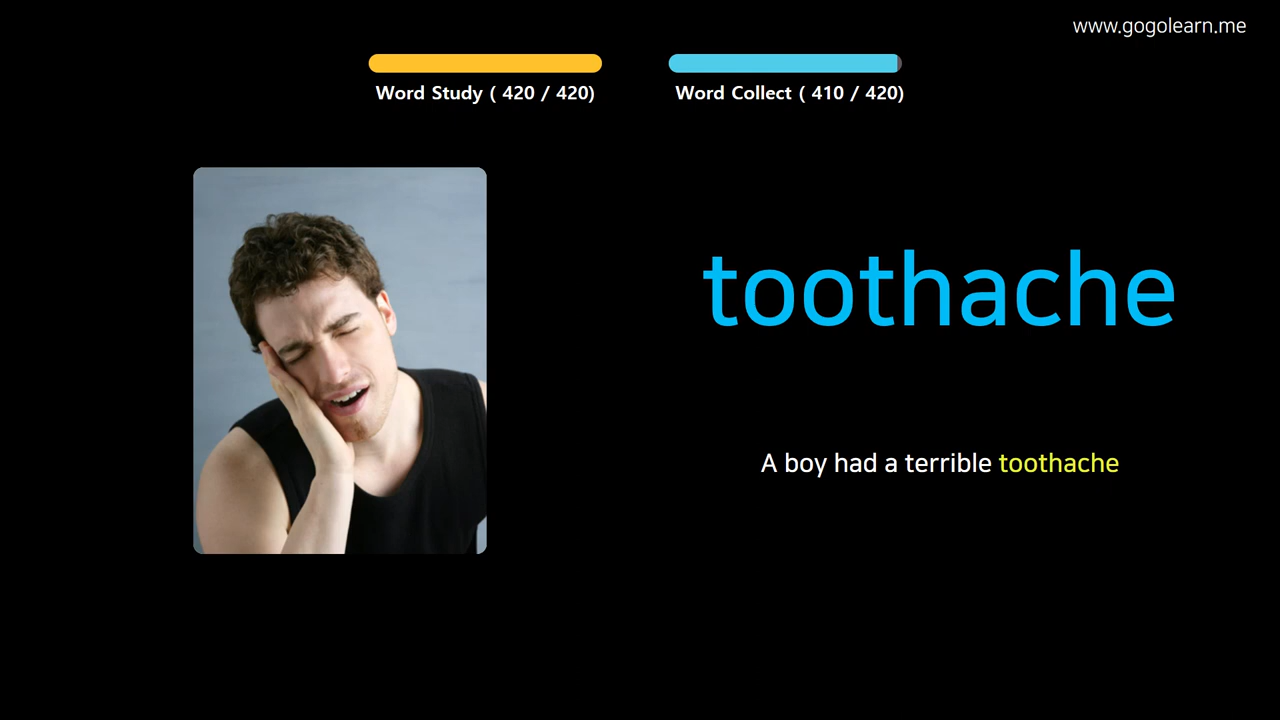 www.gogolearn.me
Word Study ( 420 / 420)
Word Collect ( 410 / 420)
toothache
A boy had a terrible toothache